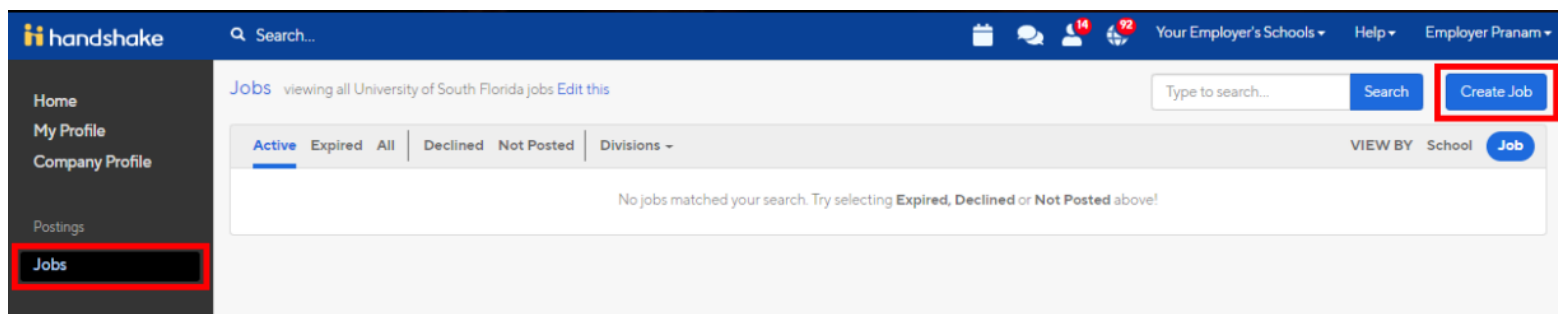 handshake
Search...
14
92
Your Employer's Schools
Help
Employer Pranam
Home
My Profile
Company Profile
Postings
Jobs
Jobs viewing all University of South Florida jobs Edit this
Type to search...
Search
Create Job
Active Expired All Declined Not Posted Divisions
VIEW BY School Job
No jobs matched your search. Try selecting Expired, Declined or Not Posted above!